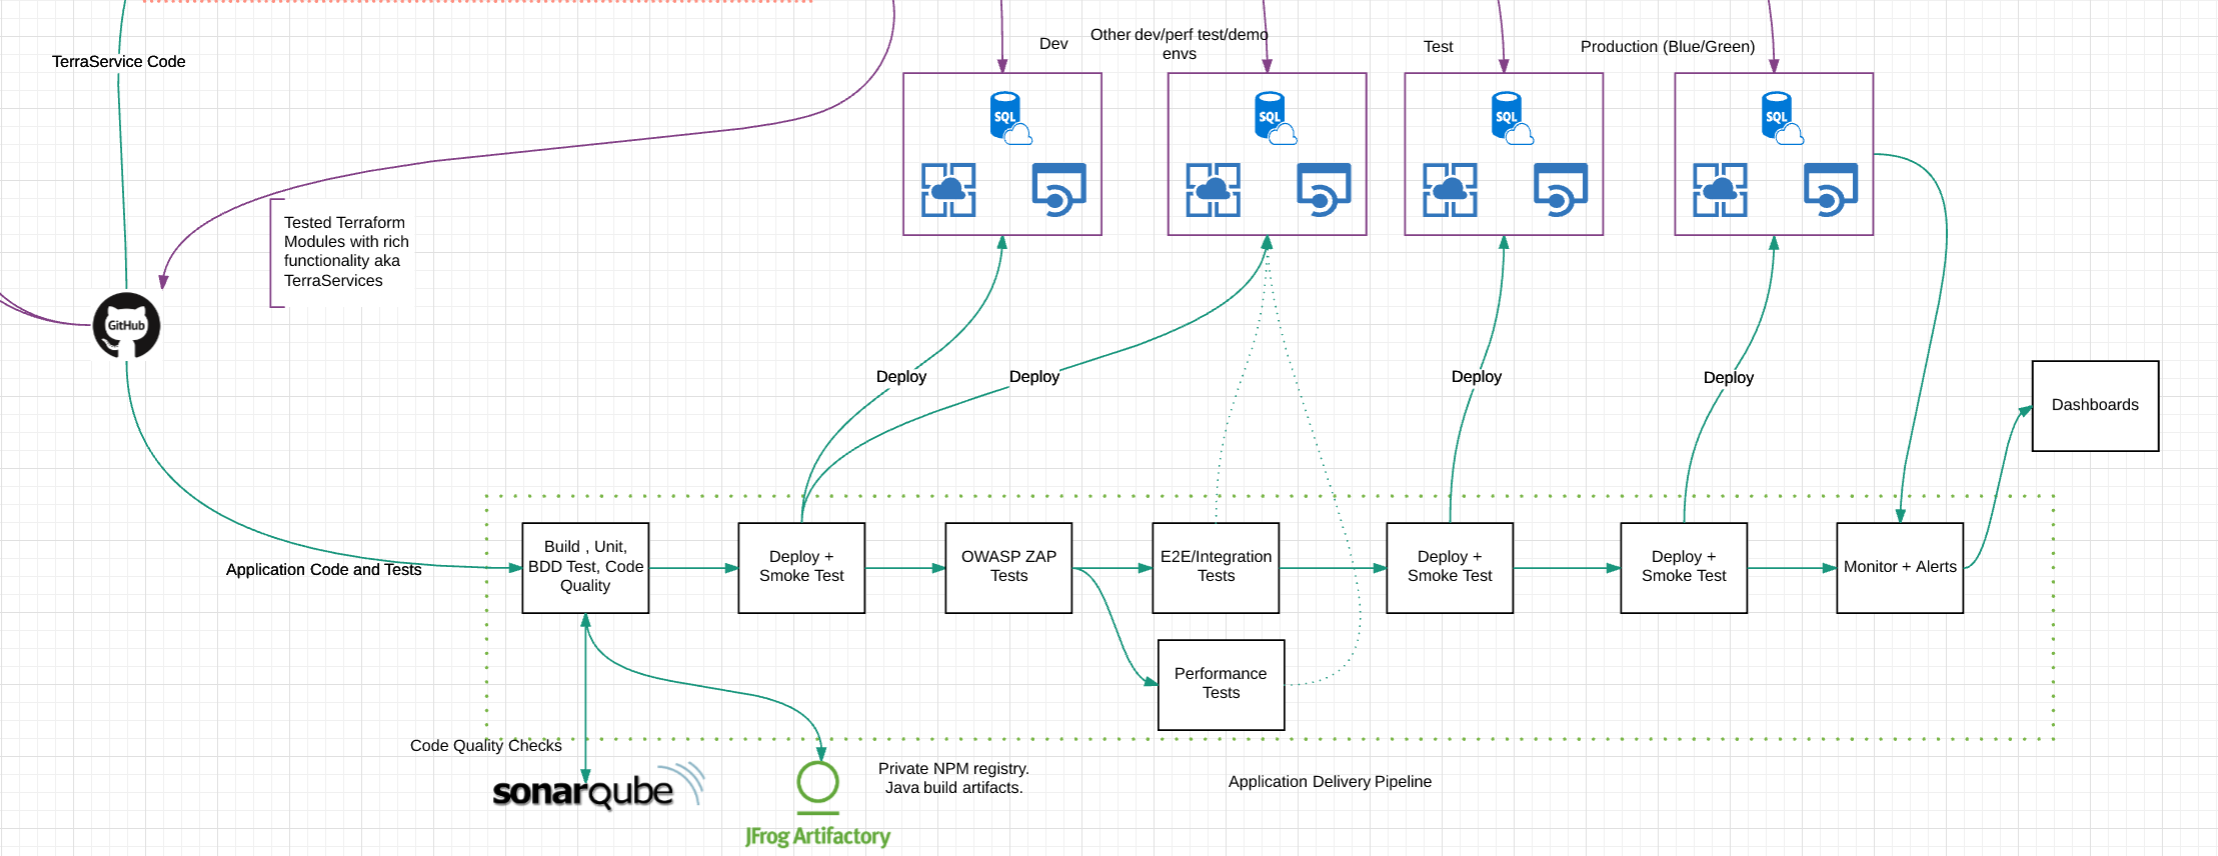 TerraService Code
Dev
Other dev/perf test/demo
envs
Test
Production (Blue/Green)
SQL
SQL
SQL
SQL
Tested Terraform
Modules with rich
functionality aka
TerraServices
GitHub
Deploy
Deploy
Deploy
Deploy
Dashboards
Application Code and Tests
Build , Unit,
BDD Test, Code
Quality
Deploy +
Smoke Test
OWASP ZAP
Tests
E2E/Integration
Tests
Deploy +
Smoke Test
Deploy +
Smoke Test
Monitor + Alerts
Performance
Tests
Code Quality Checks
sonarqube
JFrog Artifactory
Private NPM registry.
Java build artifacts.
Application Delivery Pipeline